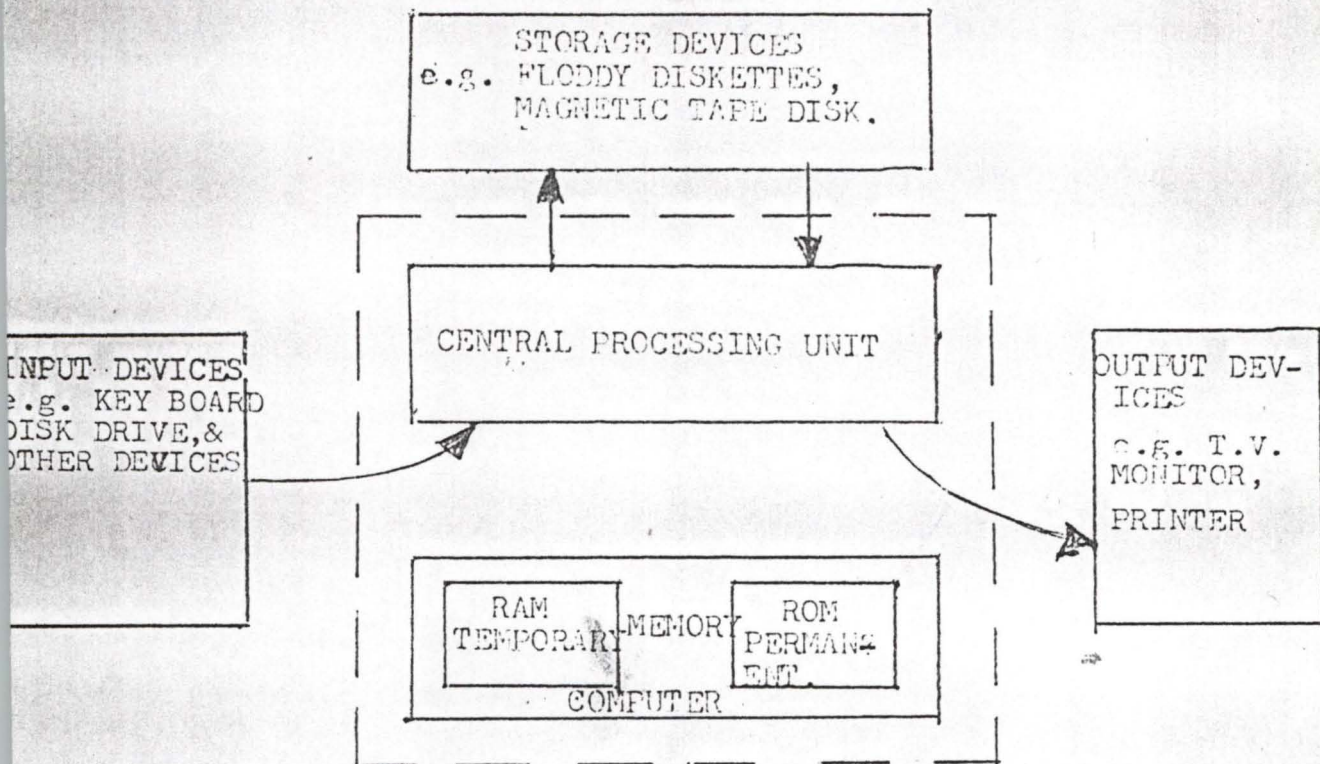 STORAGE DEVICES
e.g. FLODDY DISKETTES,
MAGNETIC TAPE DISK.
CENTRAL PROCESSING UNIT
INPUT DEVICES
e.g. KEY BOARD
DISK DRIVE,&
OTHER DEVICES
OUTPUT DEV-
ICES
e.g. T.V.
MONITOR,
PRINTER
RAM
TEMPORARY
MEMORY
ROM
PERMAN-
ENT.
COMPUTER